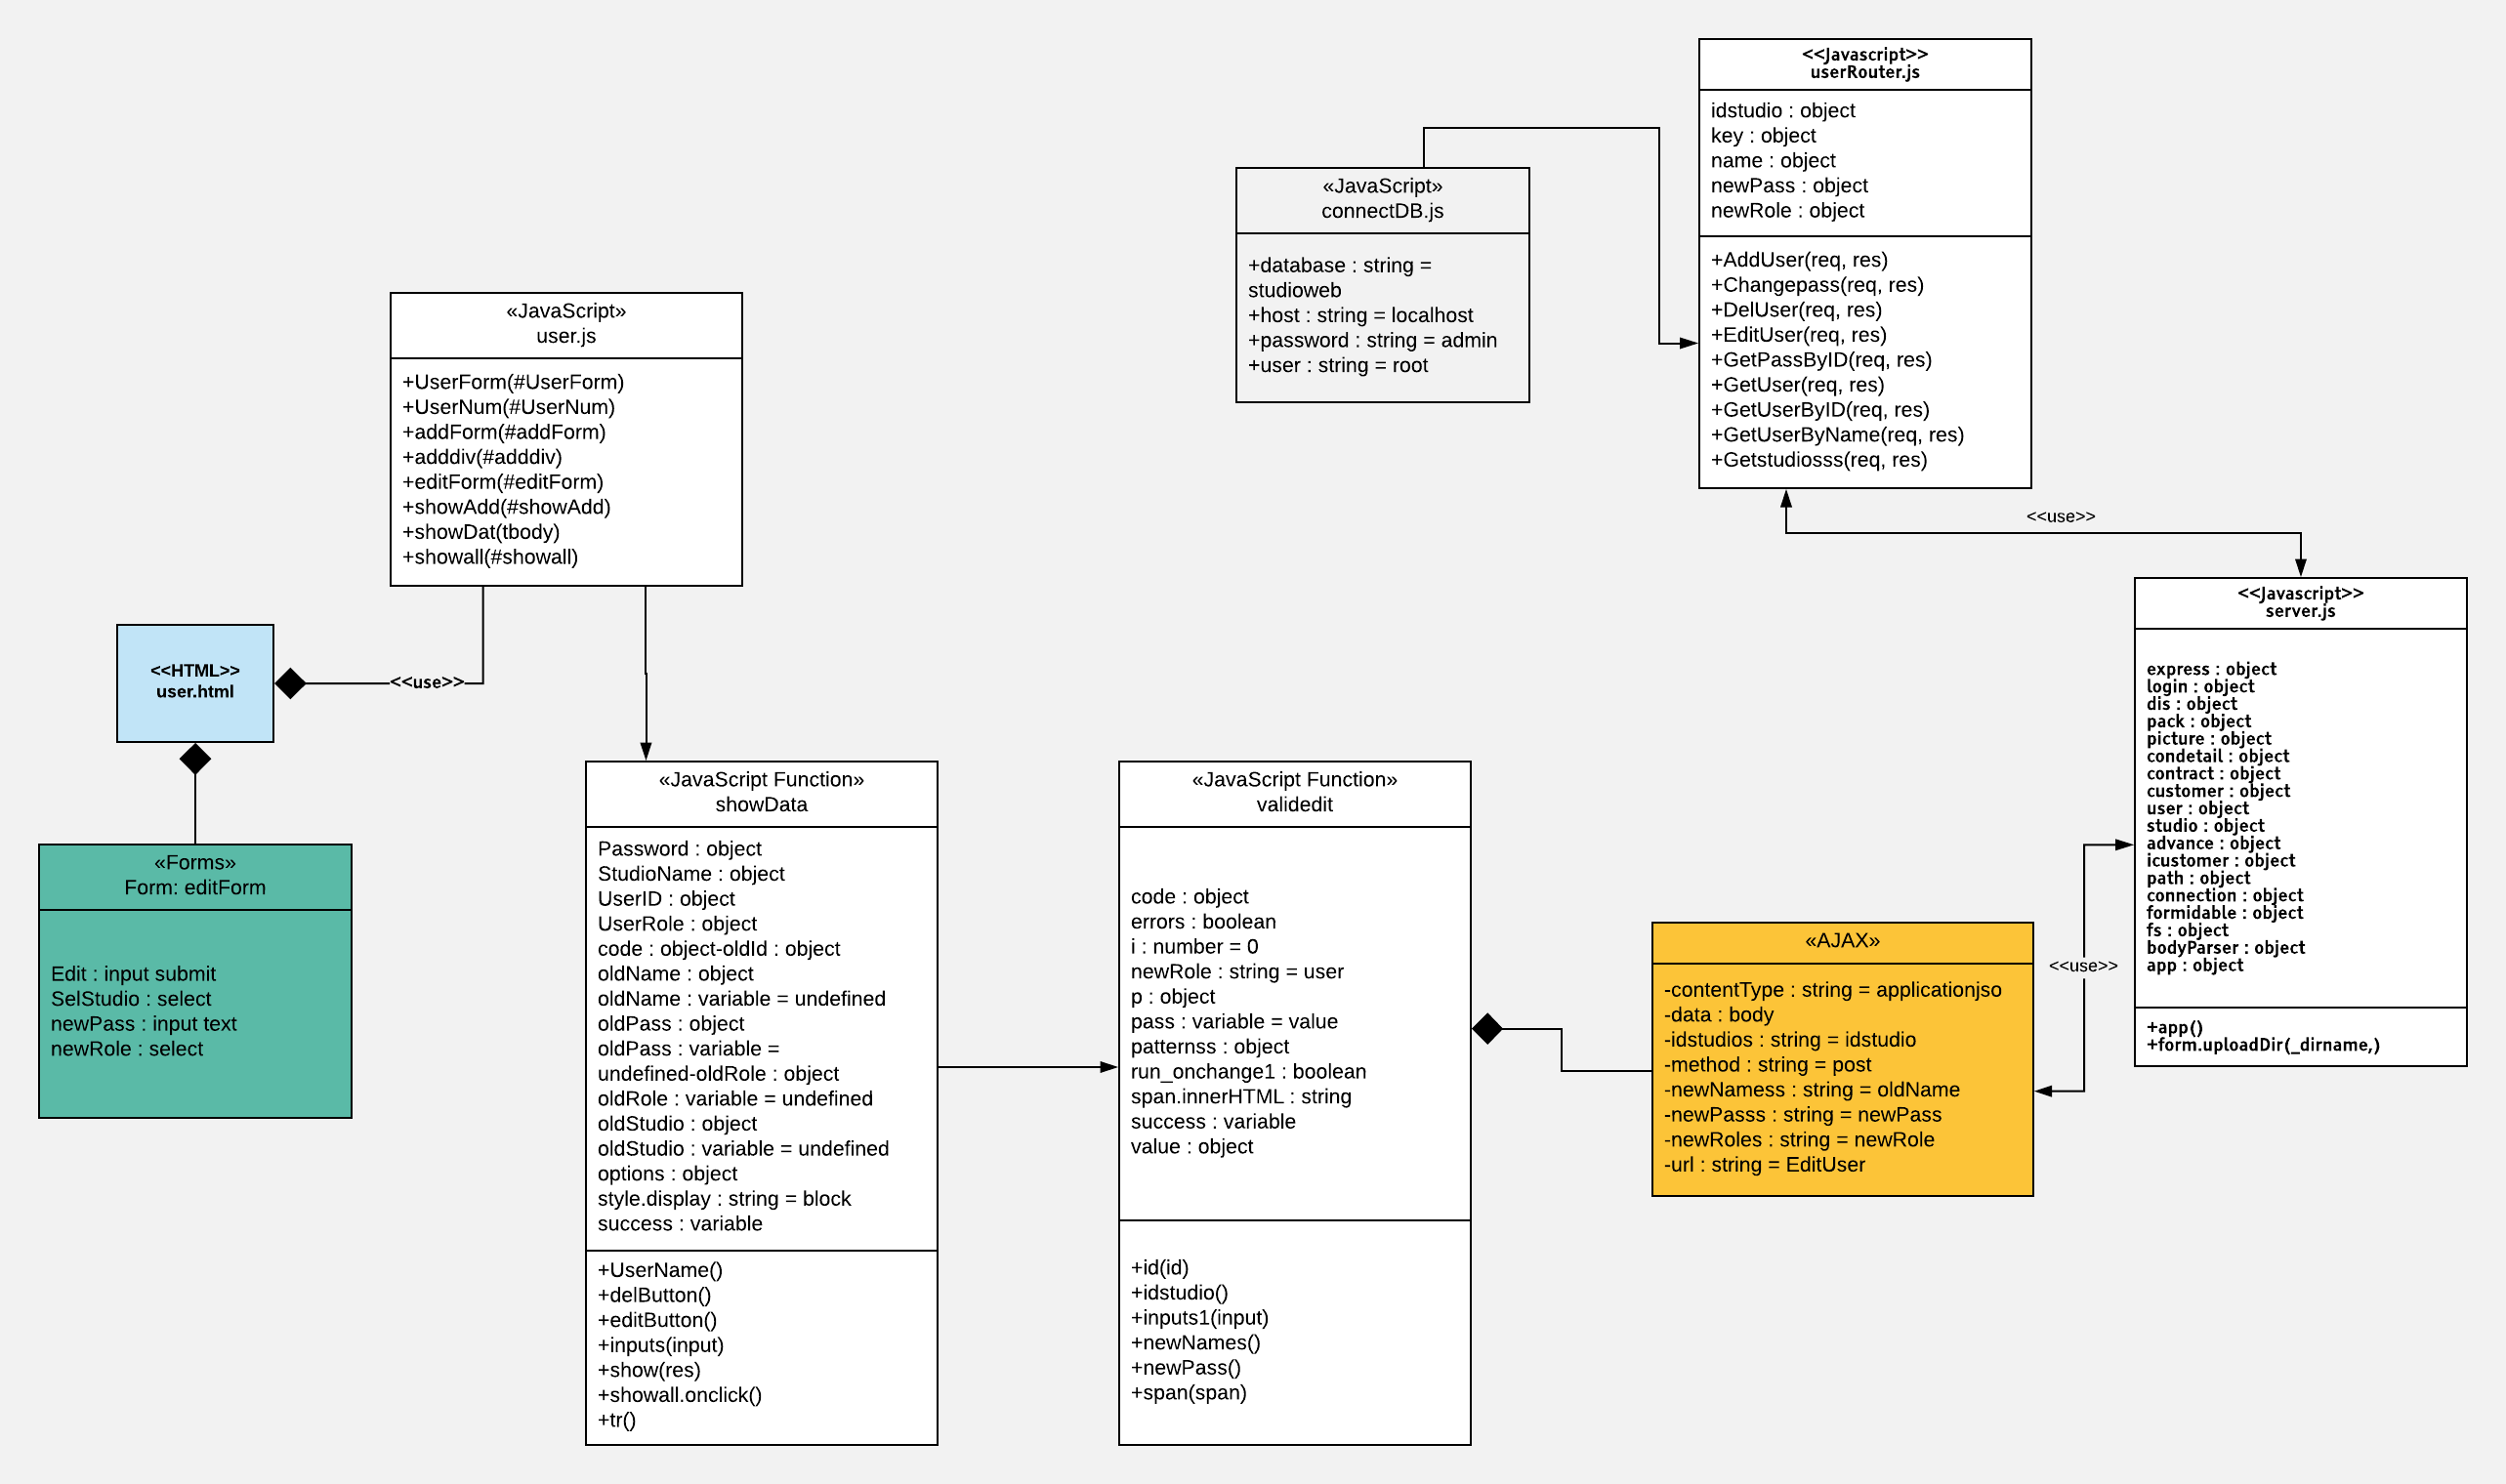 <<Javascript>>
userRouter.js
idstudio : object
key : object
name : object
newPass : object
newRole : object
+AddUser(req, res)
+Changepass(req, res)
+DelUser(req, res)
+EditUser(req, res)
+GetPassByID(req, res)
+GetUser(req, res)
+GetUserByID(req, res)
+GetUserByName(req, res)
+Getstudiosss(req, res)
«JavaScript»
connectDB.js
+database : string =
studioweb
+host : string = localhost
+password : string = admin
+user : string = root
«JavaScript»
user.js
+UserForm(#UserForm)
+UserNum(#UserNum)
+addForm(#addForm)
+adddiv(#adddiv)
+editForm(#editForm)
+showAdd(#showAdd)
+showDat(tbody)
+showall(#showall)
<<use>>
<<HTML>>
user.html
<<use>>
«Forms»
Form: editForm
Edit : input submit
SelStudio : select
newPass : input text
newRole : select
«JavaScript Function»
showData
Password : object
StudioName : object
UserID : object
UserRole : object
code : object-oldId : object
oldName : object
oldName : variable = undefined
oldPass : object
oldPass : variable =
undefined-oldRole : object
oldRole : variable = undefined
oldStudio : object
oldStudio : variable = undefined
options : object
style.display : string = block
success : variable
+UserName()
+delButton()
+editButton()
+inputs(input)
+show(res)
+showall.onclick()
+tr()
«JavaScript Function»
validedit
code : object
errors : boolean
i : number = 0
newRole : string = user
p : object
pass : variable = value
patternss : object
run_onchange1 : boolean
span.innerHTML : string
success : variable
value : object
+id(id)
+idstudio()
+inputs1(input)
+newNames()
+newPass()
+span(span)
«AJAX»
-contentType : string = applicationjso
-data : body
-idstudios : string = idstudio
-method : string = post
-newNamess : string = oldName
-newPasss : string = newPass
-newRoles : string = newRole
-url : string = EditUser
<<use>>
<<Javascript>>
server.js
express : object
login : object
dis : object
pack : object
picture : object
condetail : object
contract : object
customer : object
user : object
studio : object
advance : object
icustomer : object
path : object
connection : object
formidable : object
fs : object
bodyParser : object
app : object
+app()
+form.uploadDir(_dirname,)